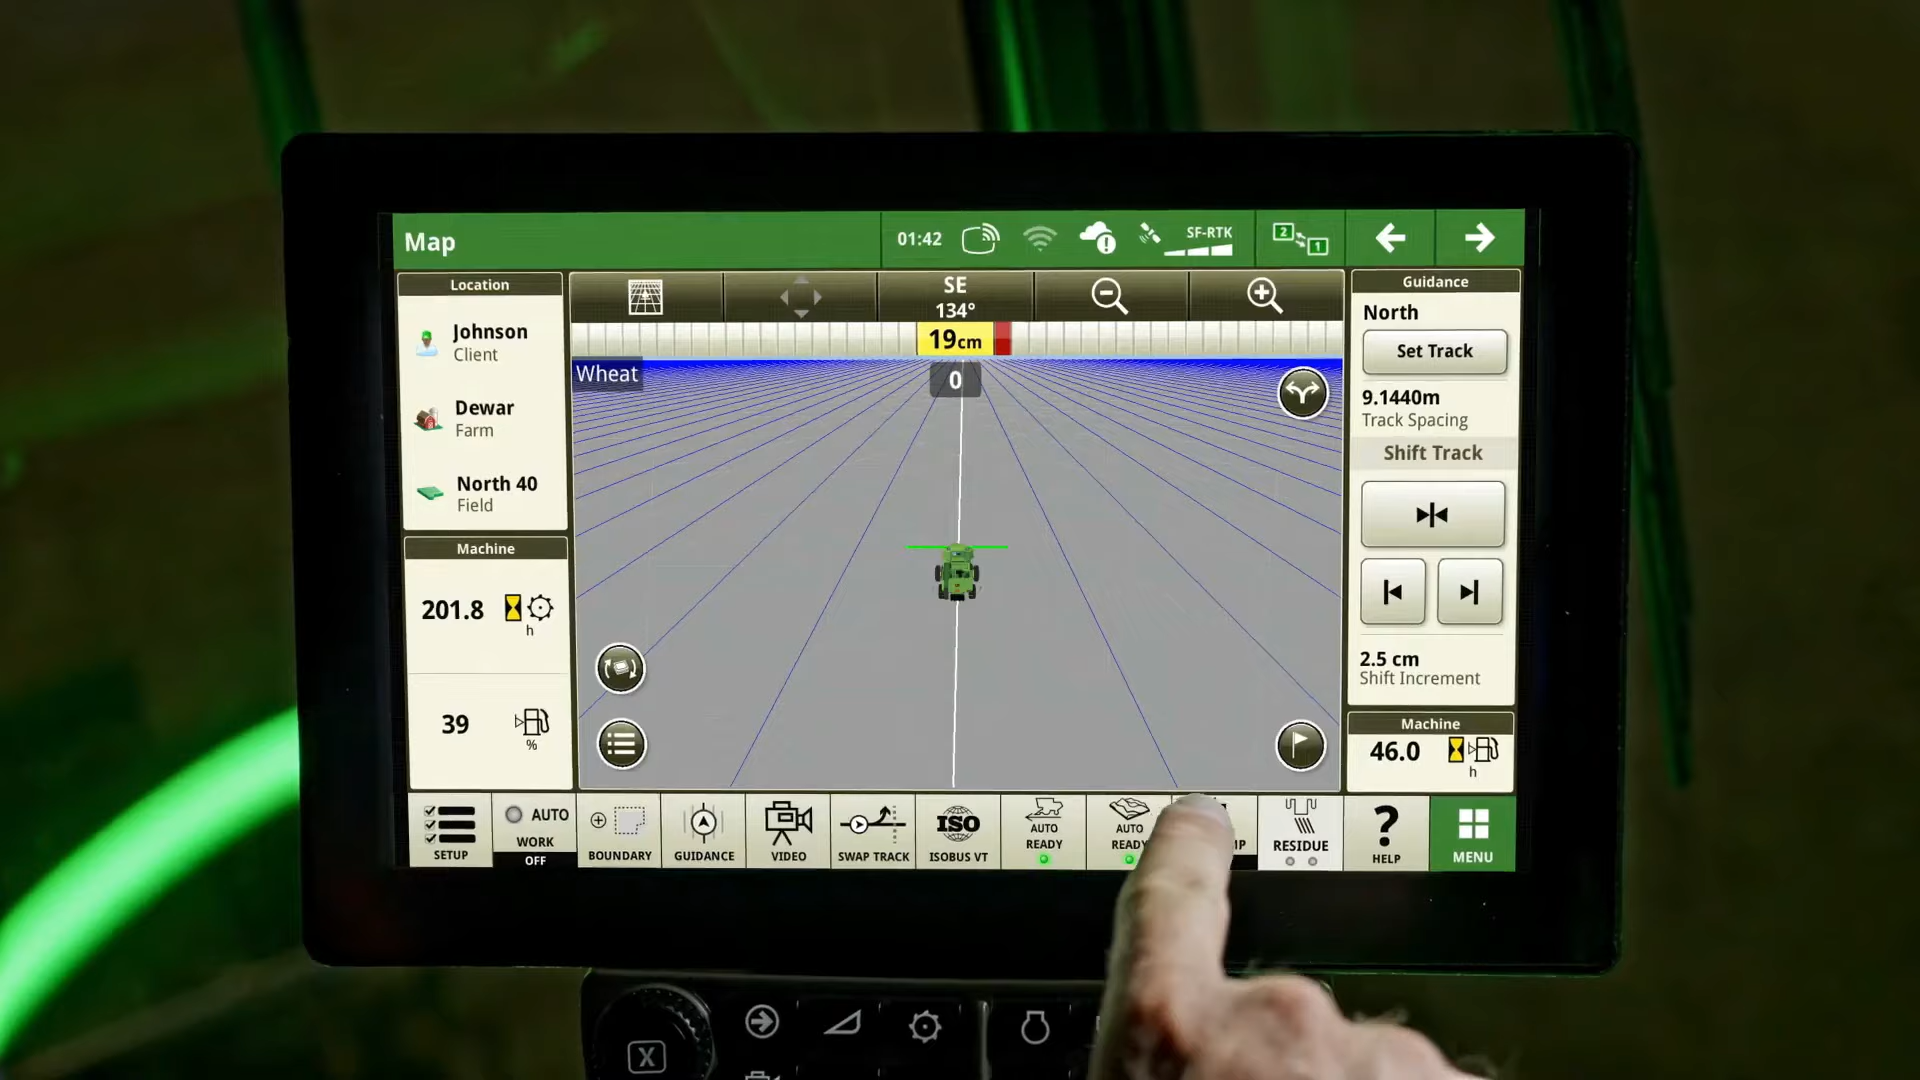 Map
01:42
SF-RTK
2
1
Location
Johnson
Client
Dewar
Farm
North 40
Field
Machine
201.8
h
39
%
SE
134°
19cm
0
Wheat
Guidance
North
Set Track
9.1440m
Track Spacing
Shift Track
2.5 cm
Shift Increment
Machine
46.0
h
SETUP
AUTO
WORK
OFF
BOUNDARY
GUIDANCE
VIDEO
SWAP TRACK
ISO
ISOBUS VT
AUTO
READY
AUTO
READY
RESIDUE
?
HELP
MENU
X